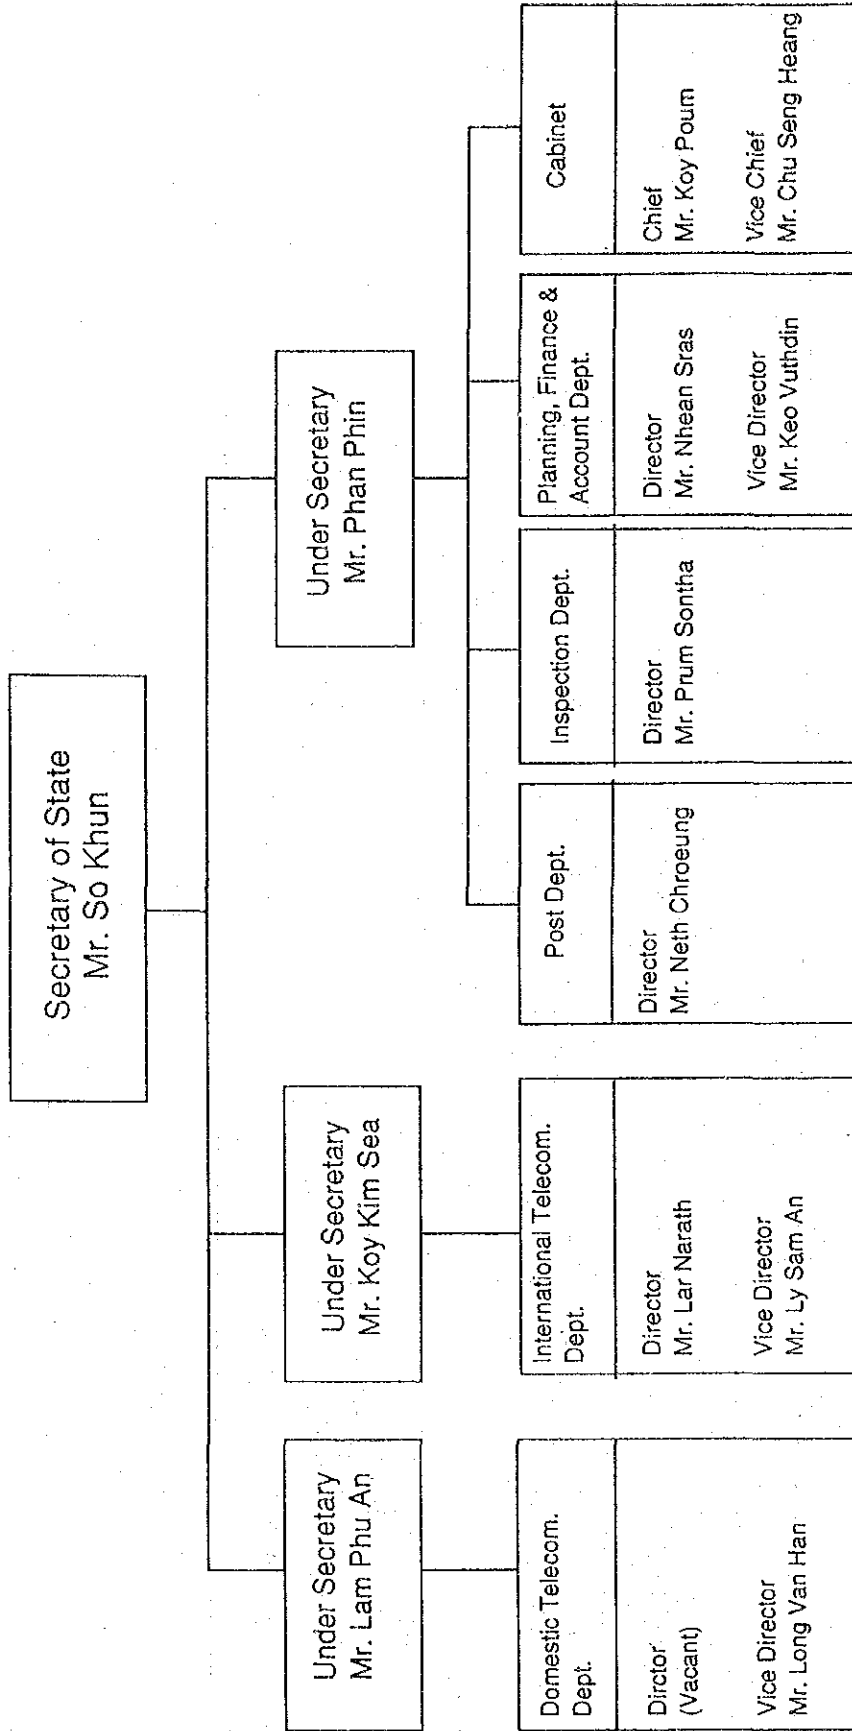 Secretary of State
Mr. So Khun
Under Secretary
Mr. Lam Phu An
Under Secretary
Mr. Koy Kim Sea
Under Secretary
Mr. Phan Phin
Domestic Telecom.
Dept.
Dirctor
(Vacant)
Vice Director
Mr. Long Van Han
International Telecom.
Dept.
Director
Mr. Lar Narath
Vice Director
Mr. Ly Sam An
Post Dept.
Director
Mr. Neth Chroeung
Inspection Dept.
Director
Mr. Prum Sontha
Planning, Finance &
Account Dept.
Director
Mr. Nhean Sras
Vice Director
Mr. Keo Vuthdin
Cabinet
Chief
Mr. Koy Poum
Vice Chief
Mr. Chu Seng Heang